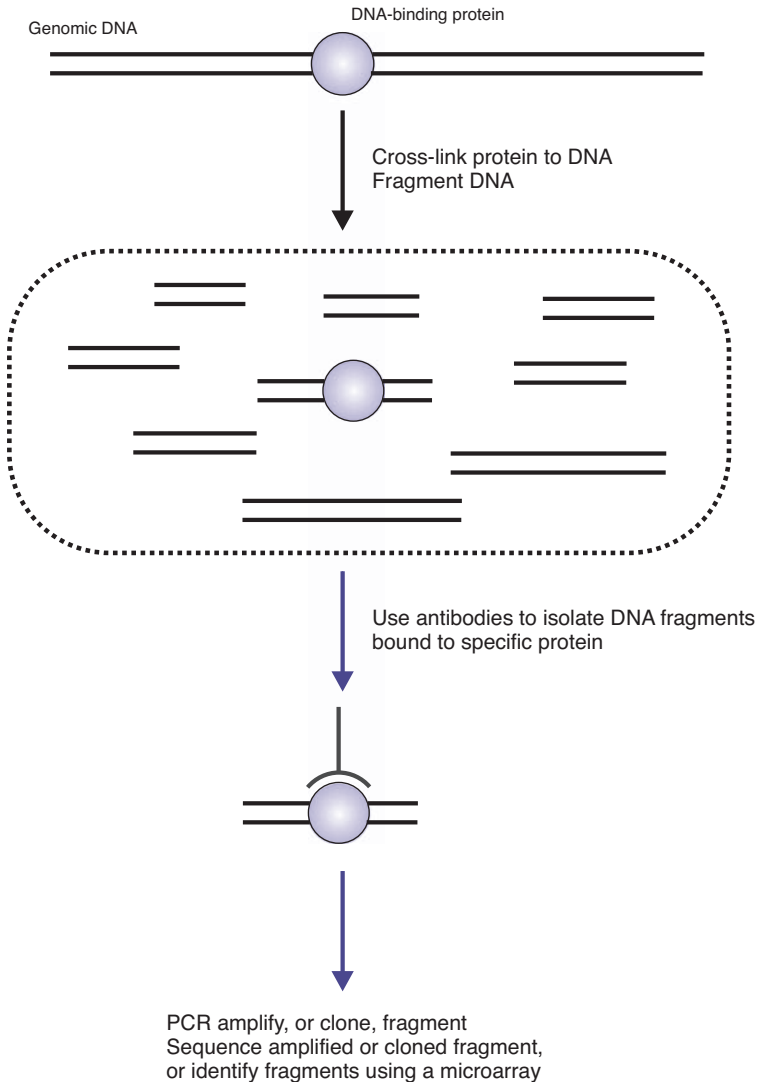 Genomic DNA
DNA-binding protein
Cross-link protein to DNA
Fragment DNA
Use antibodies to isolate DNA fragments
bound to specific protein
PCR amplify, or clone, fragment
Sequence amplified or cloned fragment,
or identify fragments using a microarray